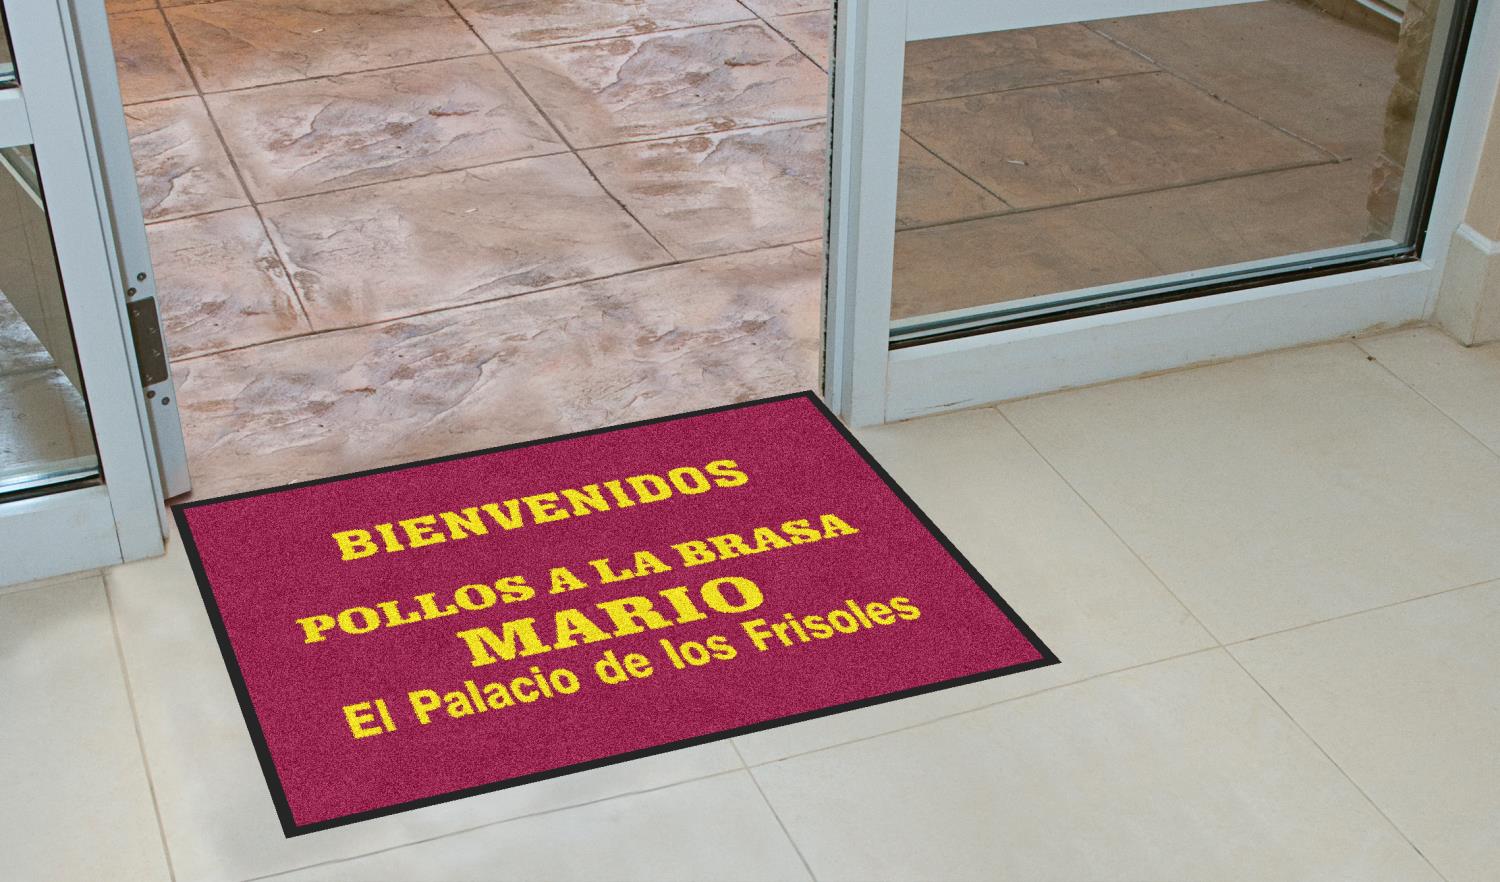 BIENVENIDOS
POLLOS A LA BRASA
MARIO
El Palacio de los Frisoles